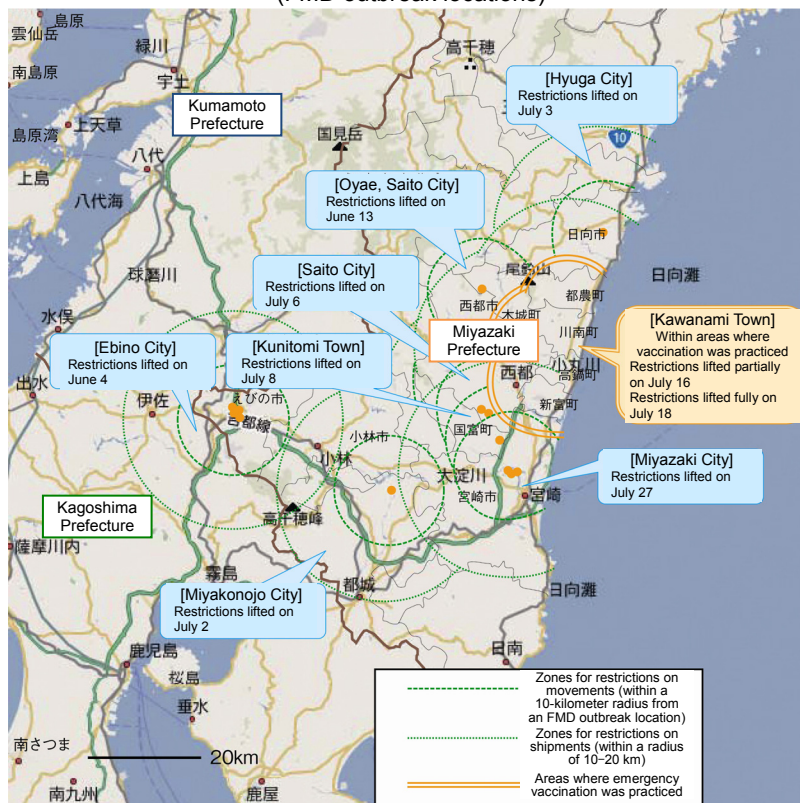 (FMD outbreak locations)
島原
雲仙岳
緑川
高千穂
宇土
南島原
[Hyuga City]
Restrictions lifted on
July 3
Kumamoto
Prefecture
上天草
島原湾
国見岳
10
八代
上島
[Oyae, Saito City]
Restrictions lifted on
June 13
八代海
日向市
[Saito City]
Restrictions lifted on
July 6
球磨川
尾鈴山
日向灘
西都市
都農町
木城町
水俣
Miyazaki
Prefecture
川南町
[Kawanami Town]
Within areas where
vaccination was practiced
Restrictions lifted partially
on July 16
Restrictions lifted fully on
July 18
[Ebino City]
Restrictions lifted on
June 4
[Kunitomi Town]
Restrictions lifted on
July 8
小丸川
西都
高鍋町
出水
えびの市
新富町
伊佐
吉都線
国富町
小林市
小林
[Miyazaki City]
Restrictions lifted on
July 27
大淀川
宮崎市
宮崎
Kagoshima
Prefecture
高千穂峰
薩摩川内
霧島
都城
日向灘
[Miyakonojo City]
Restrictions lifted on
July 2
日南
鹿児島
桜島
垂水
Zones for restrictions on
movements (within a
10-kilometer radius from
an FMD outbreak location)
Zones for restrictions on
shipments (within a radius
of 10–20 km)
南さつま
20km
Areas where emergency
vaccination was practiced
南九州
鹿屋